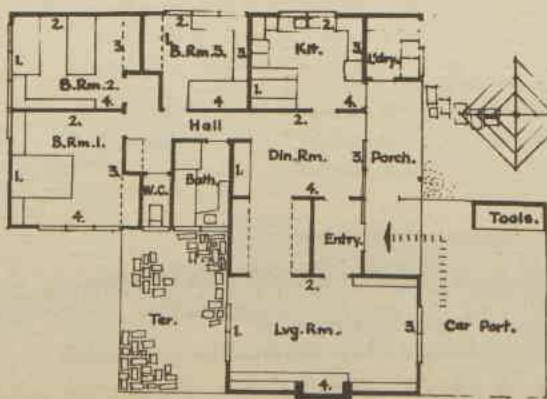 2.
2.
1. 3. 1. B.Rm.3. 3. Kit. 3. L'dry.
B.Rm.2.
1.
4. 4 4.
2. Hall 2.
B.Rm.1.
Din.Rm. 3. Porch.
1. 3. W.C. Bath. 1.
4. 4.
Tools.
Entry.
2.
Ter. 1. Lvg.Rm. 3. Car Port.
4.